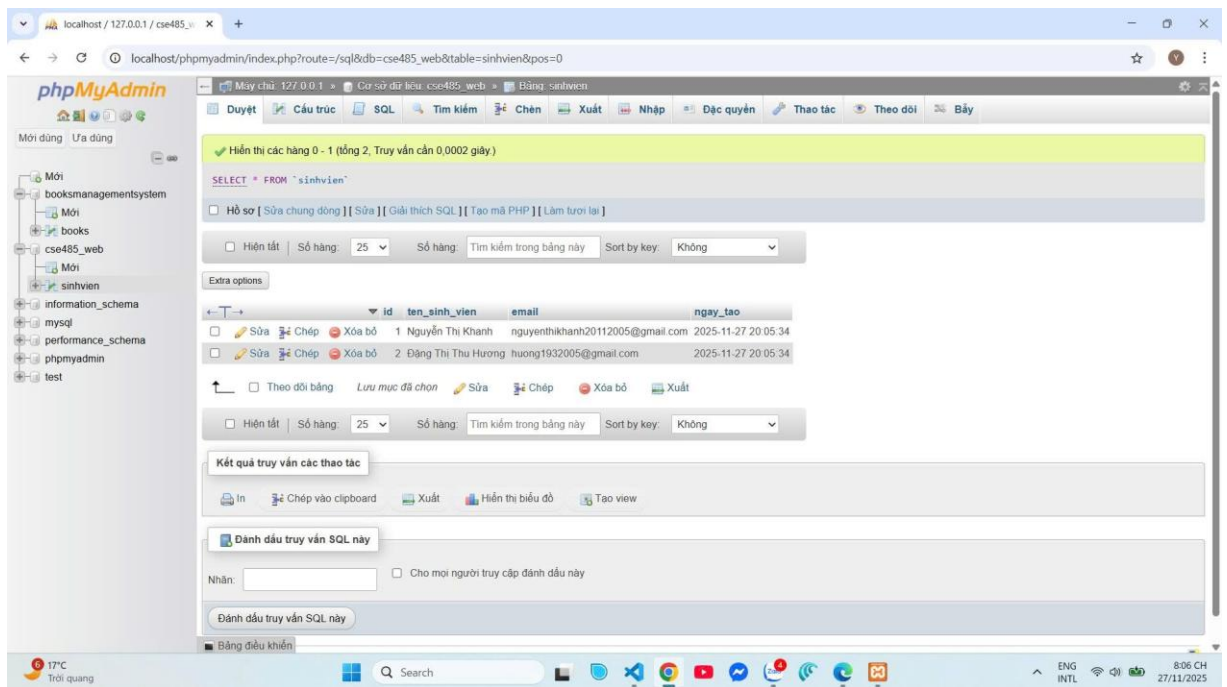 localhost / 127.0.0.1 / cse485_w
localhost/phpmyadmin/index.php?route=/sql&db=cse485_web&table=sinhvien&pos=0
Y
phpMyAdmin
Mới dùng Ưa dùng
Mới
booksmanagementsystem
Mới
books
cse485_web
Mới
sinhvien
information_schema
mysql
performance_schema
phpmyadmin
test
Máy chủ: 127.0.0.1 » Cơ sở dữ liệu: cse485_web » Bảng: sinhvien
Duyệt Cấu trúc SQL Tìm kiếm Chèn Xuất Nhập Đặc quyền Thao tác Theo dõi Bẫy
Hiển thị các hàng 0 - 1 (tổng 2, Truy vấn cần 0,0002 giây.)
SELECT * FROM `sinhvien`
Hồ sơ [ Sửa chung dòng ] [ Sửa ] [ Giải thích SQL ] [ Tạo mã PHP ] [ Làm tươi lại ]
Hiện tất | Số hàng: 25 Số hàng: Tìm kiếm trong bảng này Sort by key: Không
Extra options
←T→ id ten_sinh_vien email ngay_tao
Sửa Chép Xóa bỏ 1 Nguyễn Thị Khanh nguyenthikhanh20112005@gmail.com 2025-11-27 20:05:34
Sửa Chép Xóa bỏ 2 Đặng Thị Thu Hương huong1932005@gmail.com 2025-11-27 20:05:34
Theo dõi bảng Lưu mục đã chọn Sửa Chép Xóa bỏ Xuất
Hiện tất | Số hàng: 25 Số hàng: Tìm kiếm trong bảng này Sort by key: Không
Kết quả truy vấn các thao tác
In Chép vào clipboard Xuất Hiển thị biểu đồ Tạo view
Đánh dấu truy vấn SQL này
Nhãn: Cho mọi người truy cập đánh dấu này
Đánh dấu truy vấn SQL này
Bảng điều khiển
6 17°C
Trời quang
Search
ENG
INTL
8:06 CH
27/11/2025